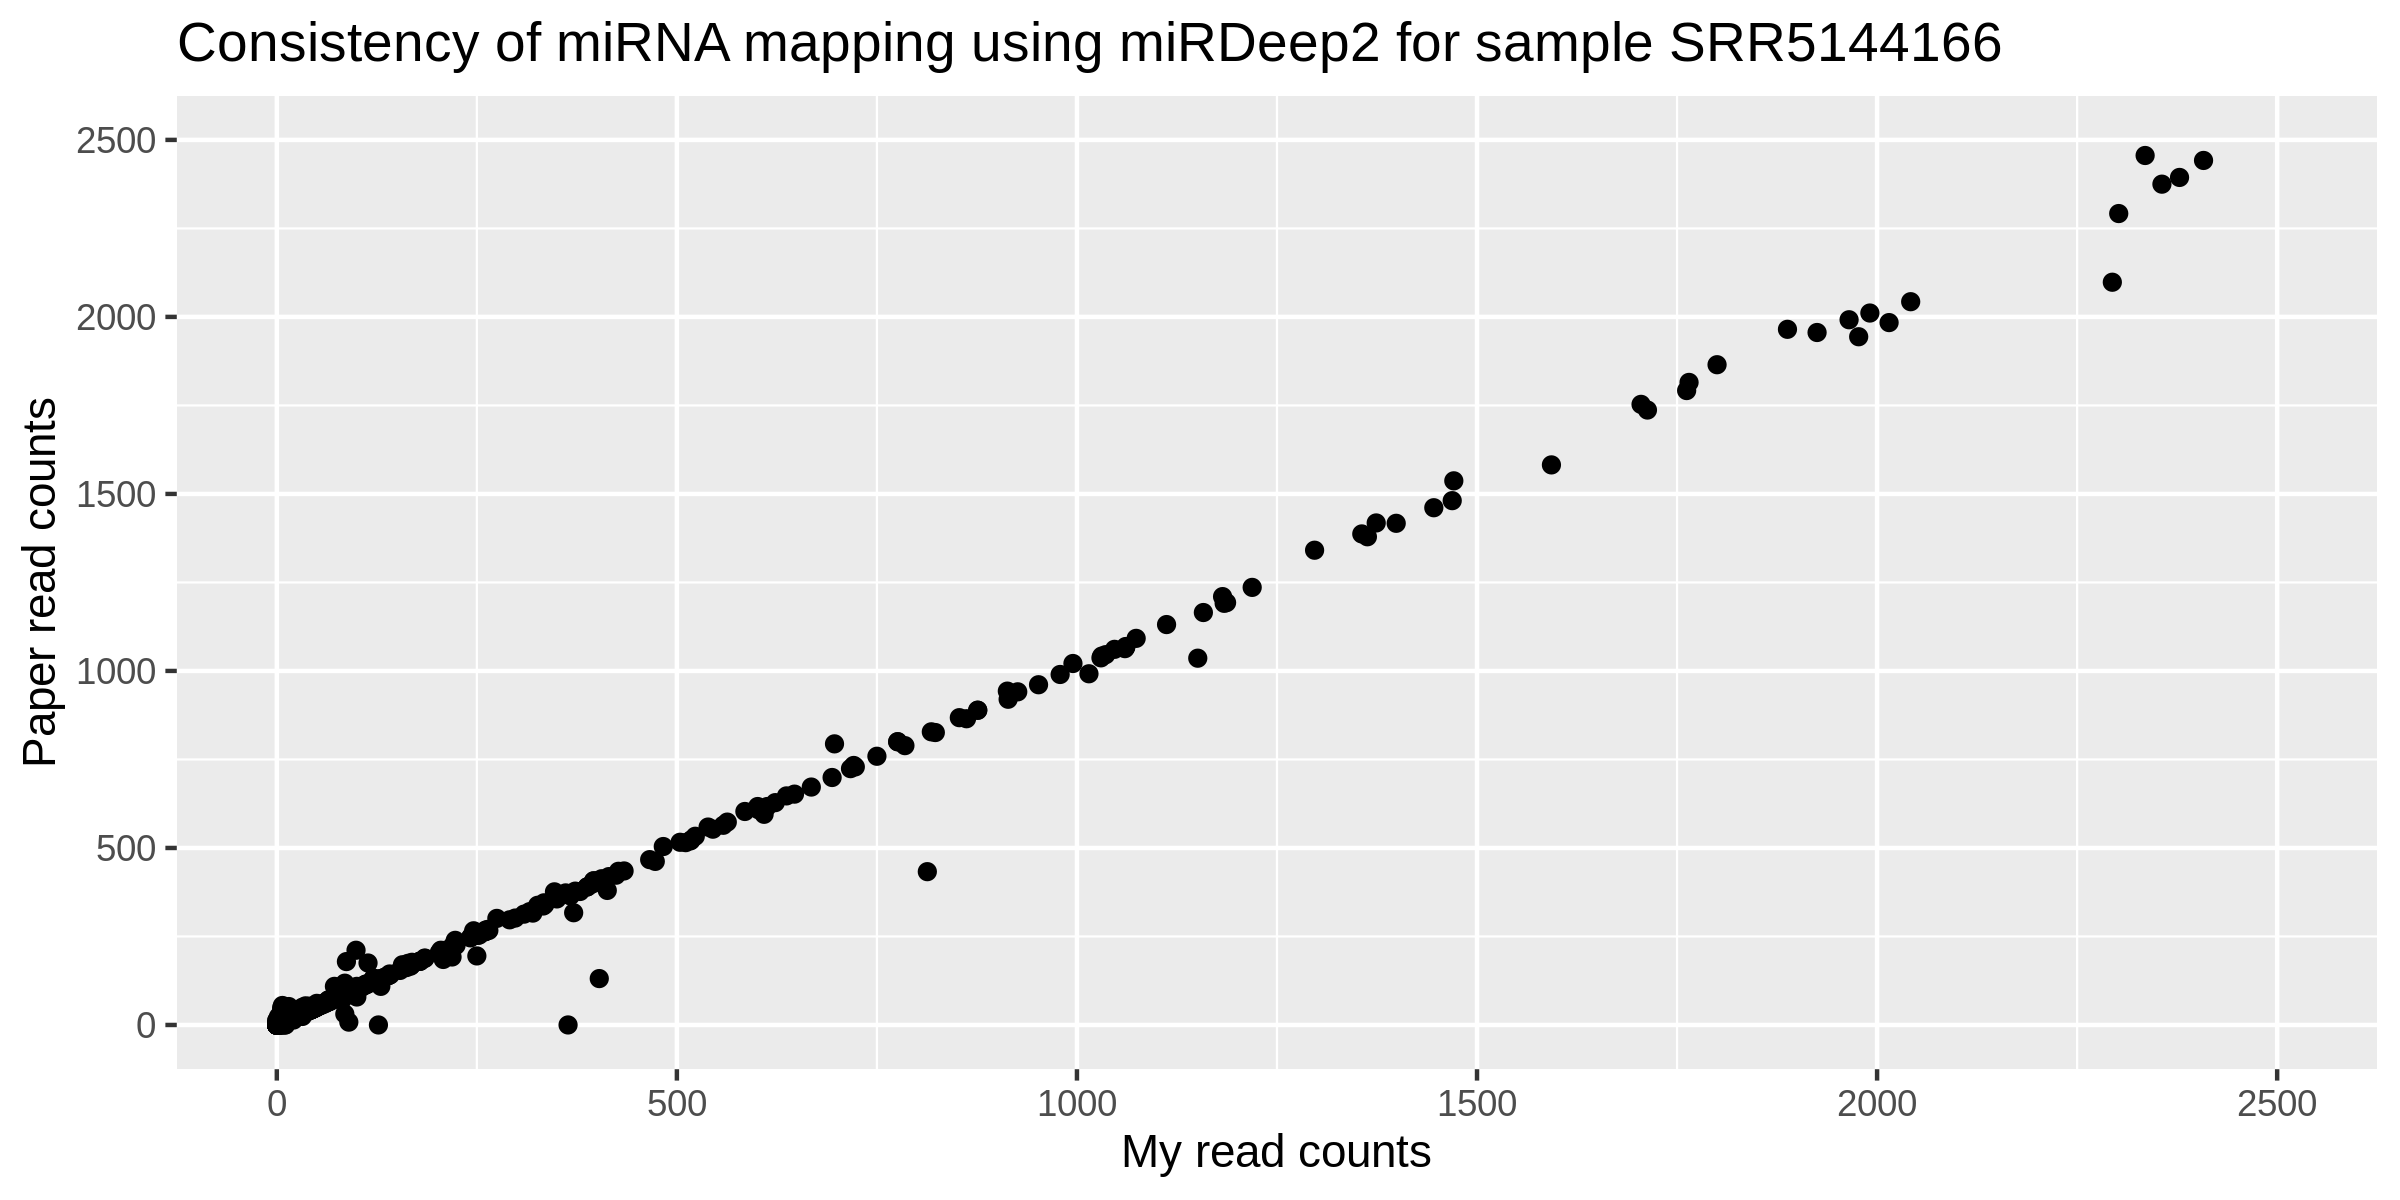 Consistency of miRNA mapping using miRDeep2 for sample SRR5144166
Paper read counts
2500
2000
1500
1000
500
0
0 500 1000 1500 2000 2500
My read counts